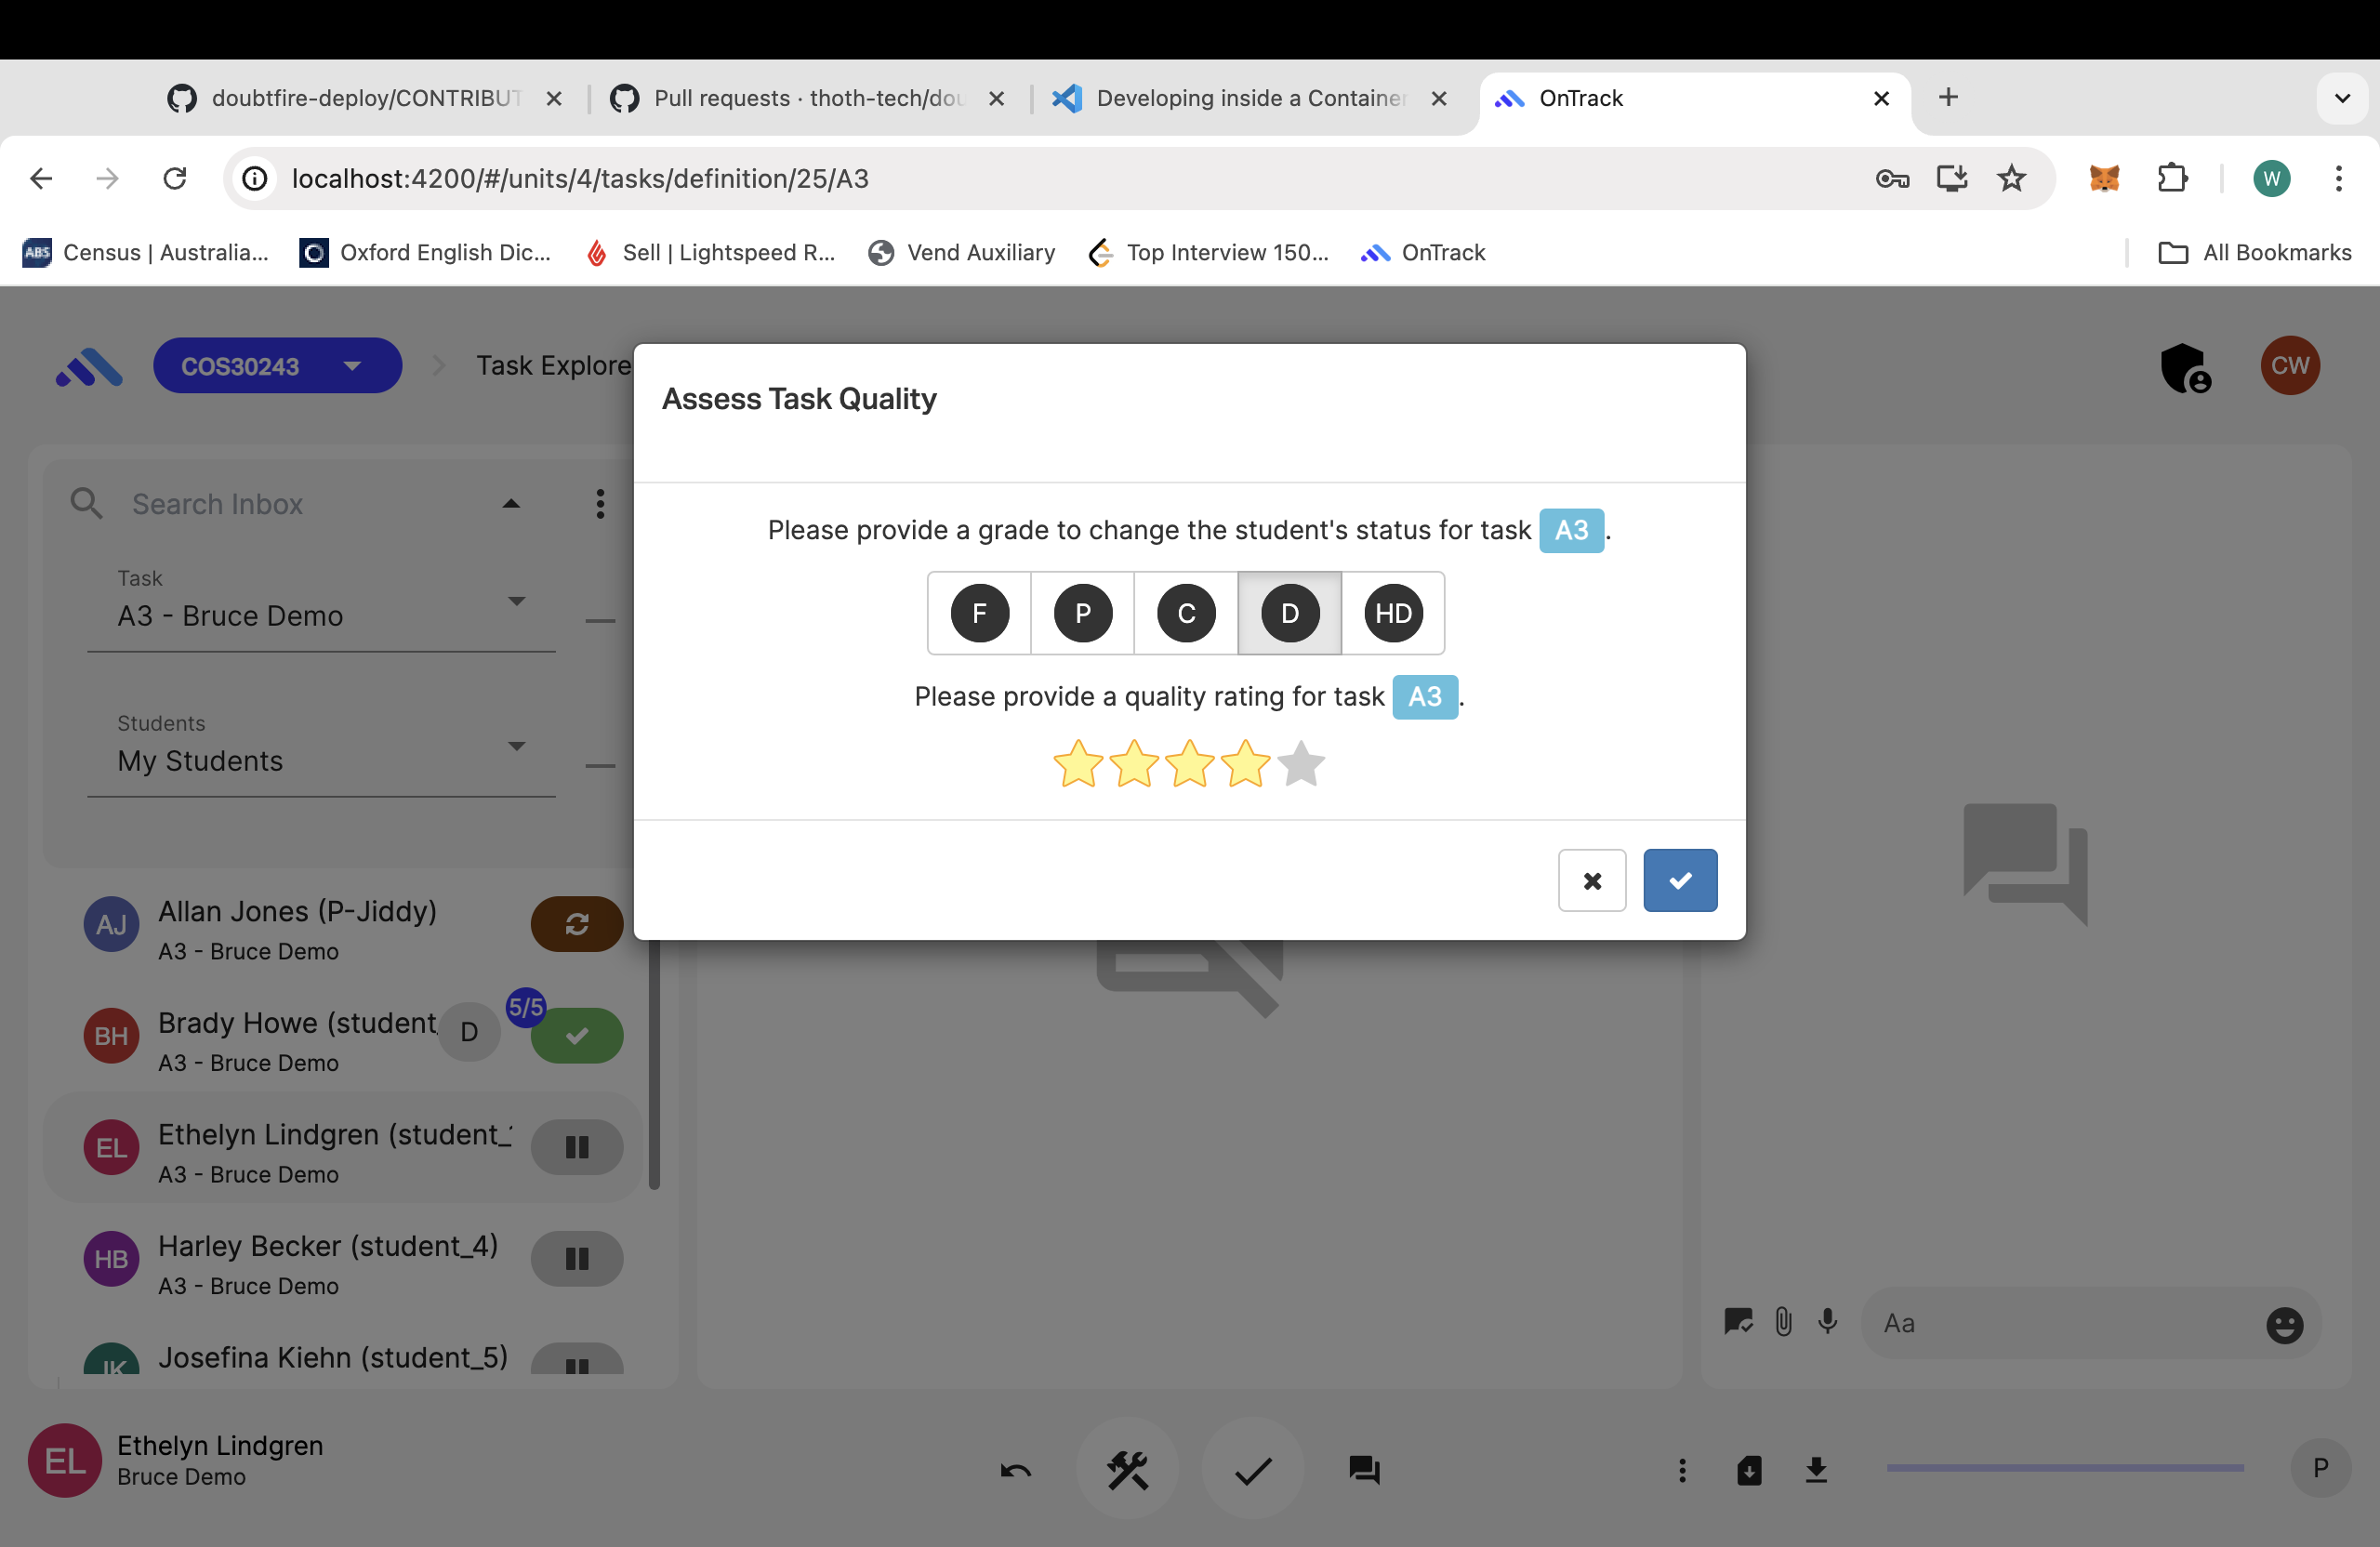 doubtfire-deploy/CONTRIBUT
Pull requests · thoth-tech/dou
Developing inside a Container
OnTrack
localhost:4200/#/units/4/tasks/definition/25/A3
W
ABS
Census | Australia...
Oxford English Dic...
Sell | Lightspeed R...
Vend Auxiliary
Top Interview 150...
OnTrack
All Bookmarks
COS30243
Task Explore
CW
Assess Task Quality
Search Inbox
Please provide a grade to change the student's status for task A3.
Task
A3 - Bruce Demo
F P C D HD
Please provide a quality rating for task A3.
Students
My Students
AJ
Allan Jones (P-Jiddy)
A3 - Bruce Demo
BH
Brady Howe (student_
D
5/5
A3 - Bruce Demo
EL
Ethelyn Lindgren (student_
A3 - Bruce Demo
HB
Harley Becker (student_4)
A3 - Bruce Demo
JK
Josefina Kiehn (student_5)
Aa
EL
Ethelyn Lindgren
Bruce Demo
P